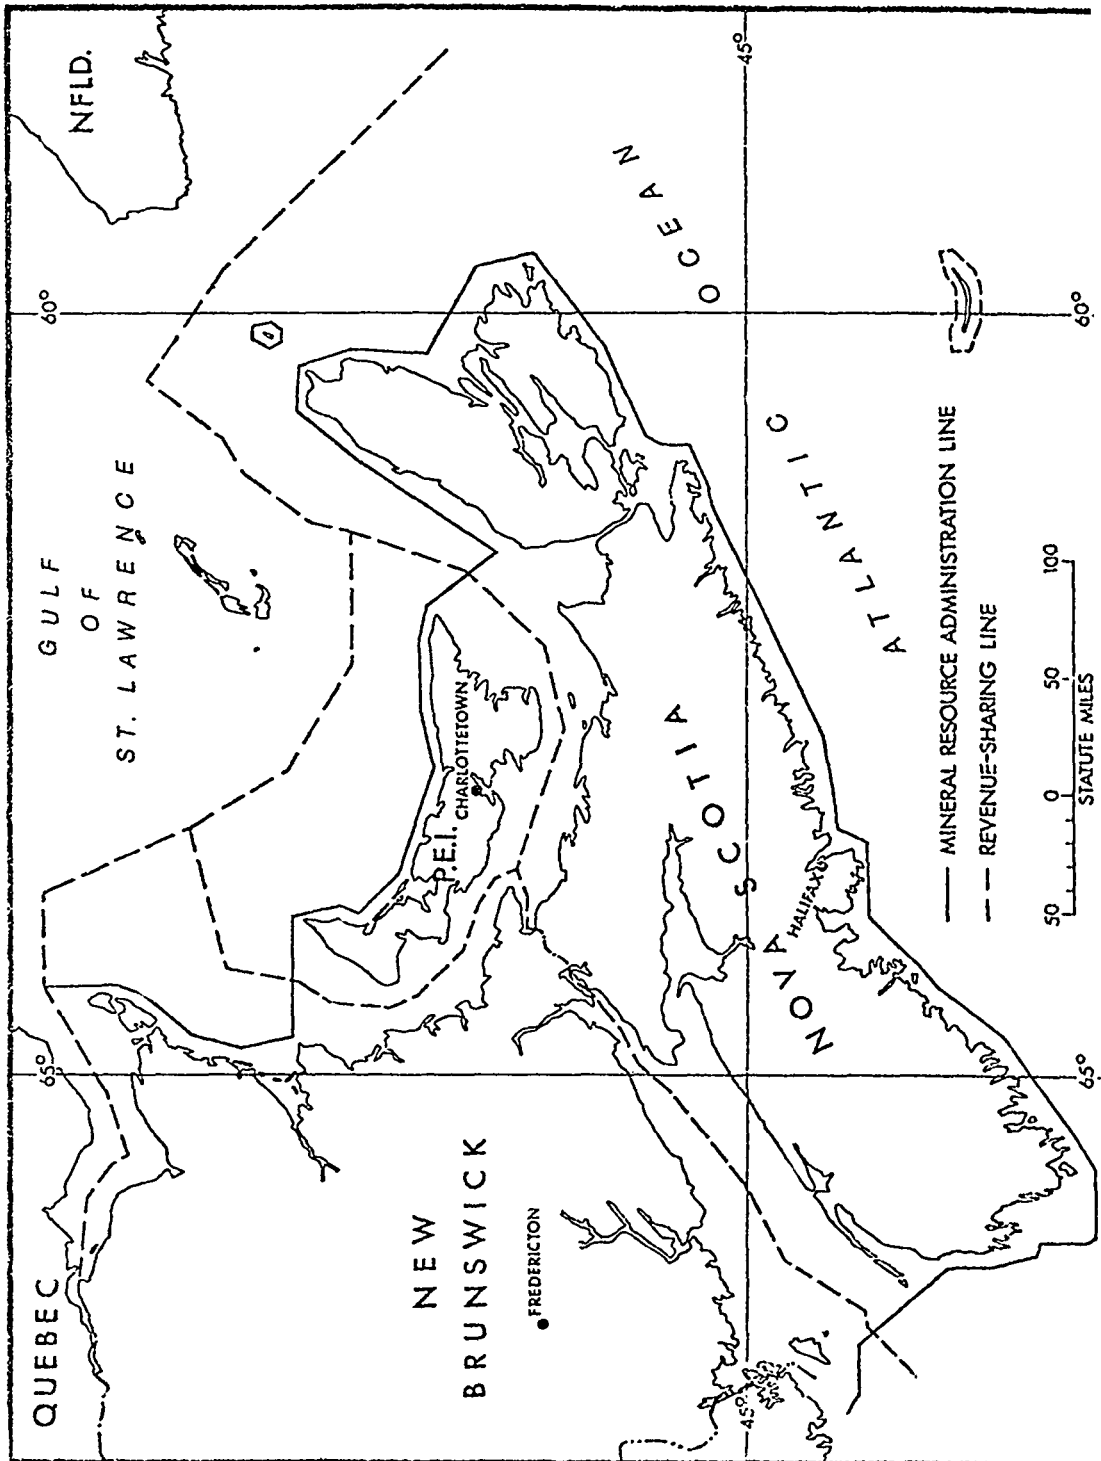 QUEBEC
NFLD.
GULF
OF
ST. LAWRENCE
65°
60°
NEW
BRUNSWICK
FREDERICTON
P.E.I.
CHARLOTTETOWN
NOVA SCOTIA
HALIFAX
ATLANTIC OCEAN
45°
45°
MINERAL RESOURCE ADMINISTRATION LINE
REVENUE-SHARING LINE
50 0 50 100
STATUTE MILES
65°
60°